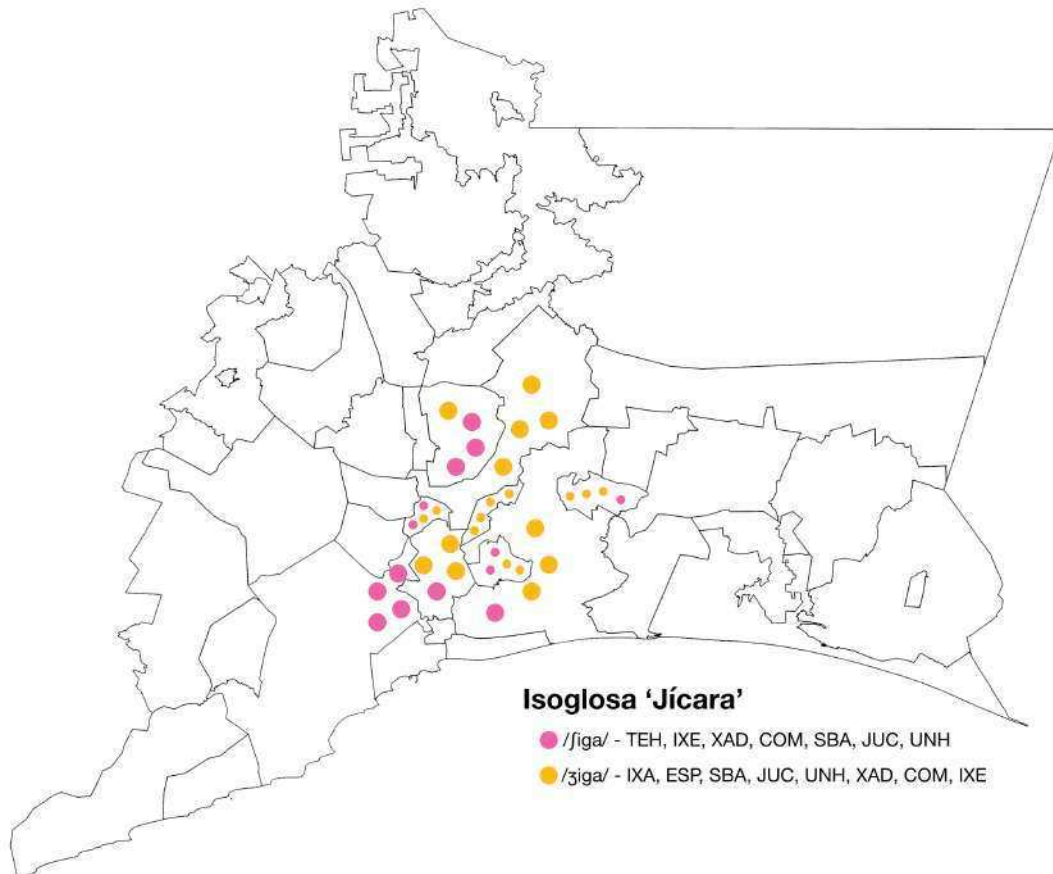 Isoglosa ‘Jícara’
/ʃiga/ - TEH, IXE, XAD, COM, SBA, JUC, UNH
/ʒiga/ - IXA, ESP, SBA, JUC, UNH, XAD, COM, IXE